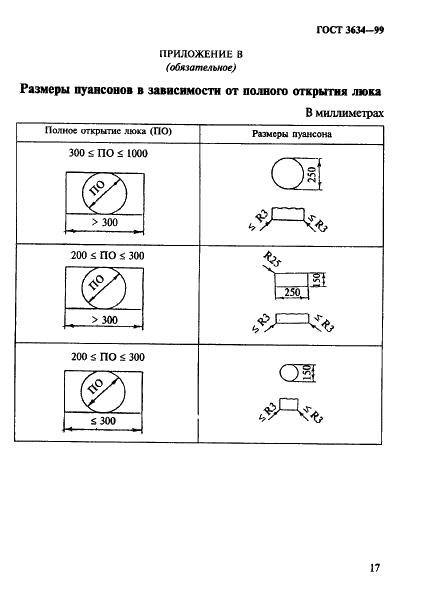 ГОСТ 3634—99
ПРИЛОЖЕНИЕ В
(обязательное)
Размеры пуансонов в зависимости от полного открытия люка
В миллиметрах
Полное открытие люка (ПО)
Размеры пуансона
300 ≤ ПО ≤ 1000
ПО
> 300
250
≤ R3
≤ R3
200 ≤ ПО ≤ 300
ПО
> 300
R25
150
250
≤ R3
≤ R3
200 ≤ ПО ≤ 300
ПО
≤ 300
150
≤ R3
≤ R3
17